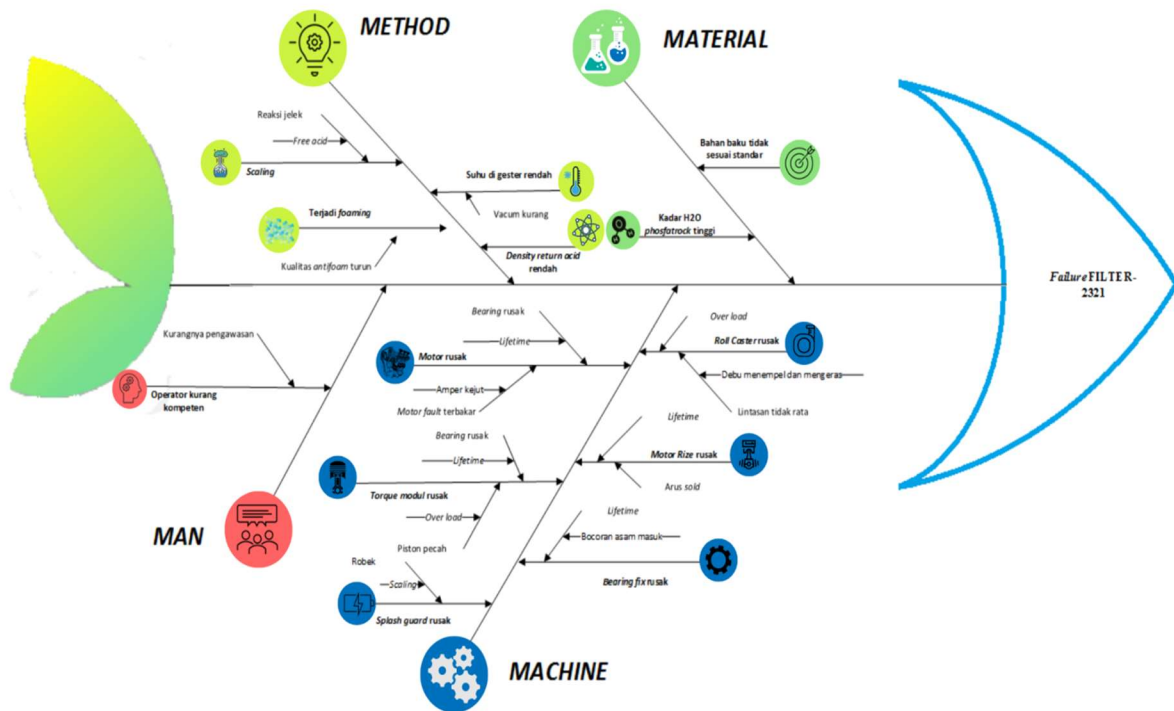 METHOD
MATERIAL
Reaksi jelek
Free acid
Scaling
Suhu di gester rendah
Vacum kurang
Terjadi foaming
Kualitas antifoam turun
Density return acid
rendah
Bahan baku tidak
sesuai standar
Kadar H2O
phosfatrock tinggi
Failure FILTER-
2321
Kurangnya pengawasan
Operator kurang
kompeten
MAN
Bearing rusak
Lifetime
Motor rusak
Amper kejut
Motor fault terbakar
Over load
Roll Caster rusak
Debu menempel dan mengeras
Lintasan tidak rata
Bearing rusak
Lifetime
Torque modul rusak
Over load
Piston pecah
Lifetime
Motor Rize rusak
Arus sold
Lifetime
Bocoran asam masuk
Bearing fix rusak
Robek
Scaling
Splash guard rusak
MACHINE